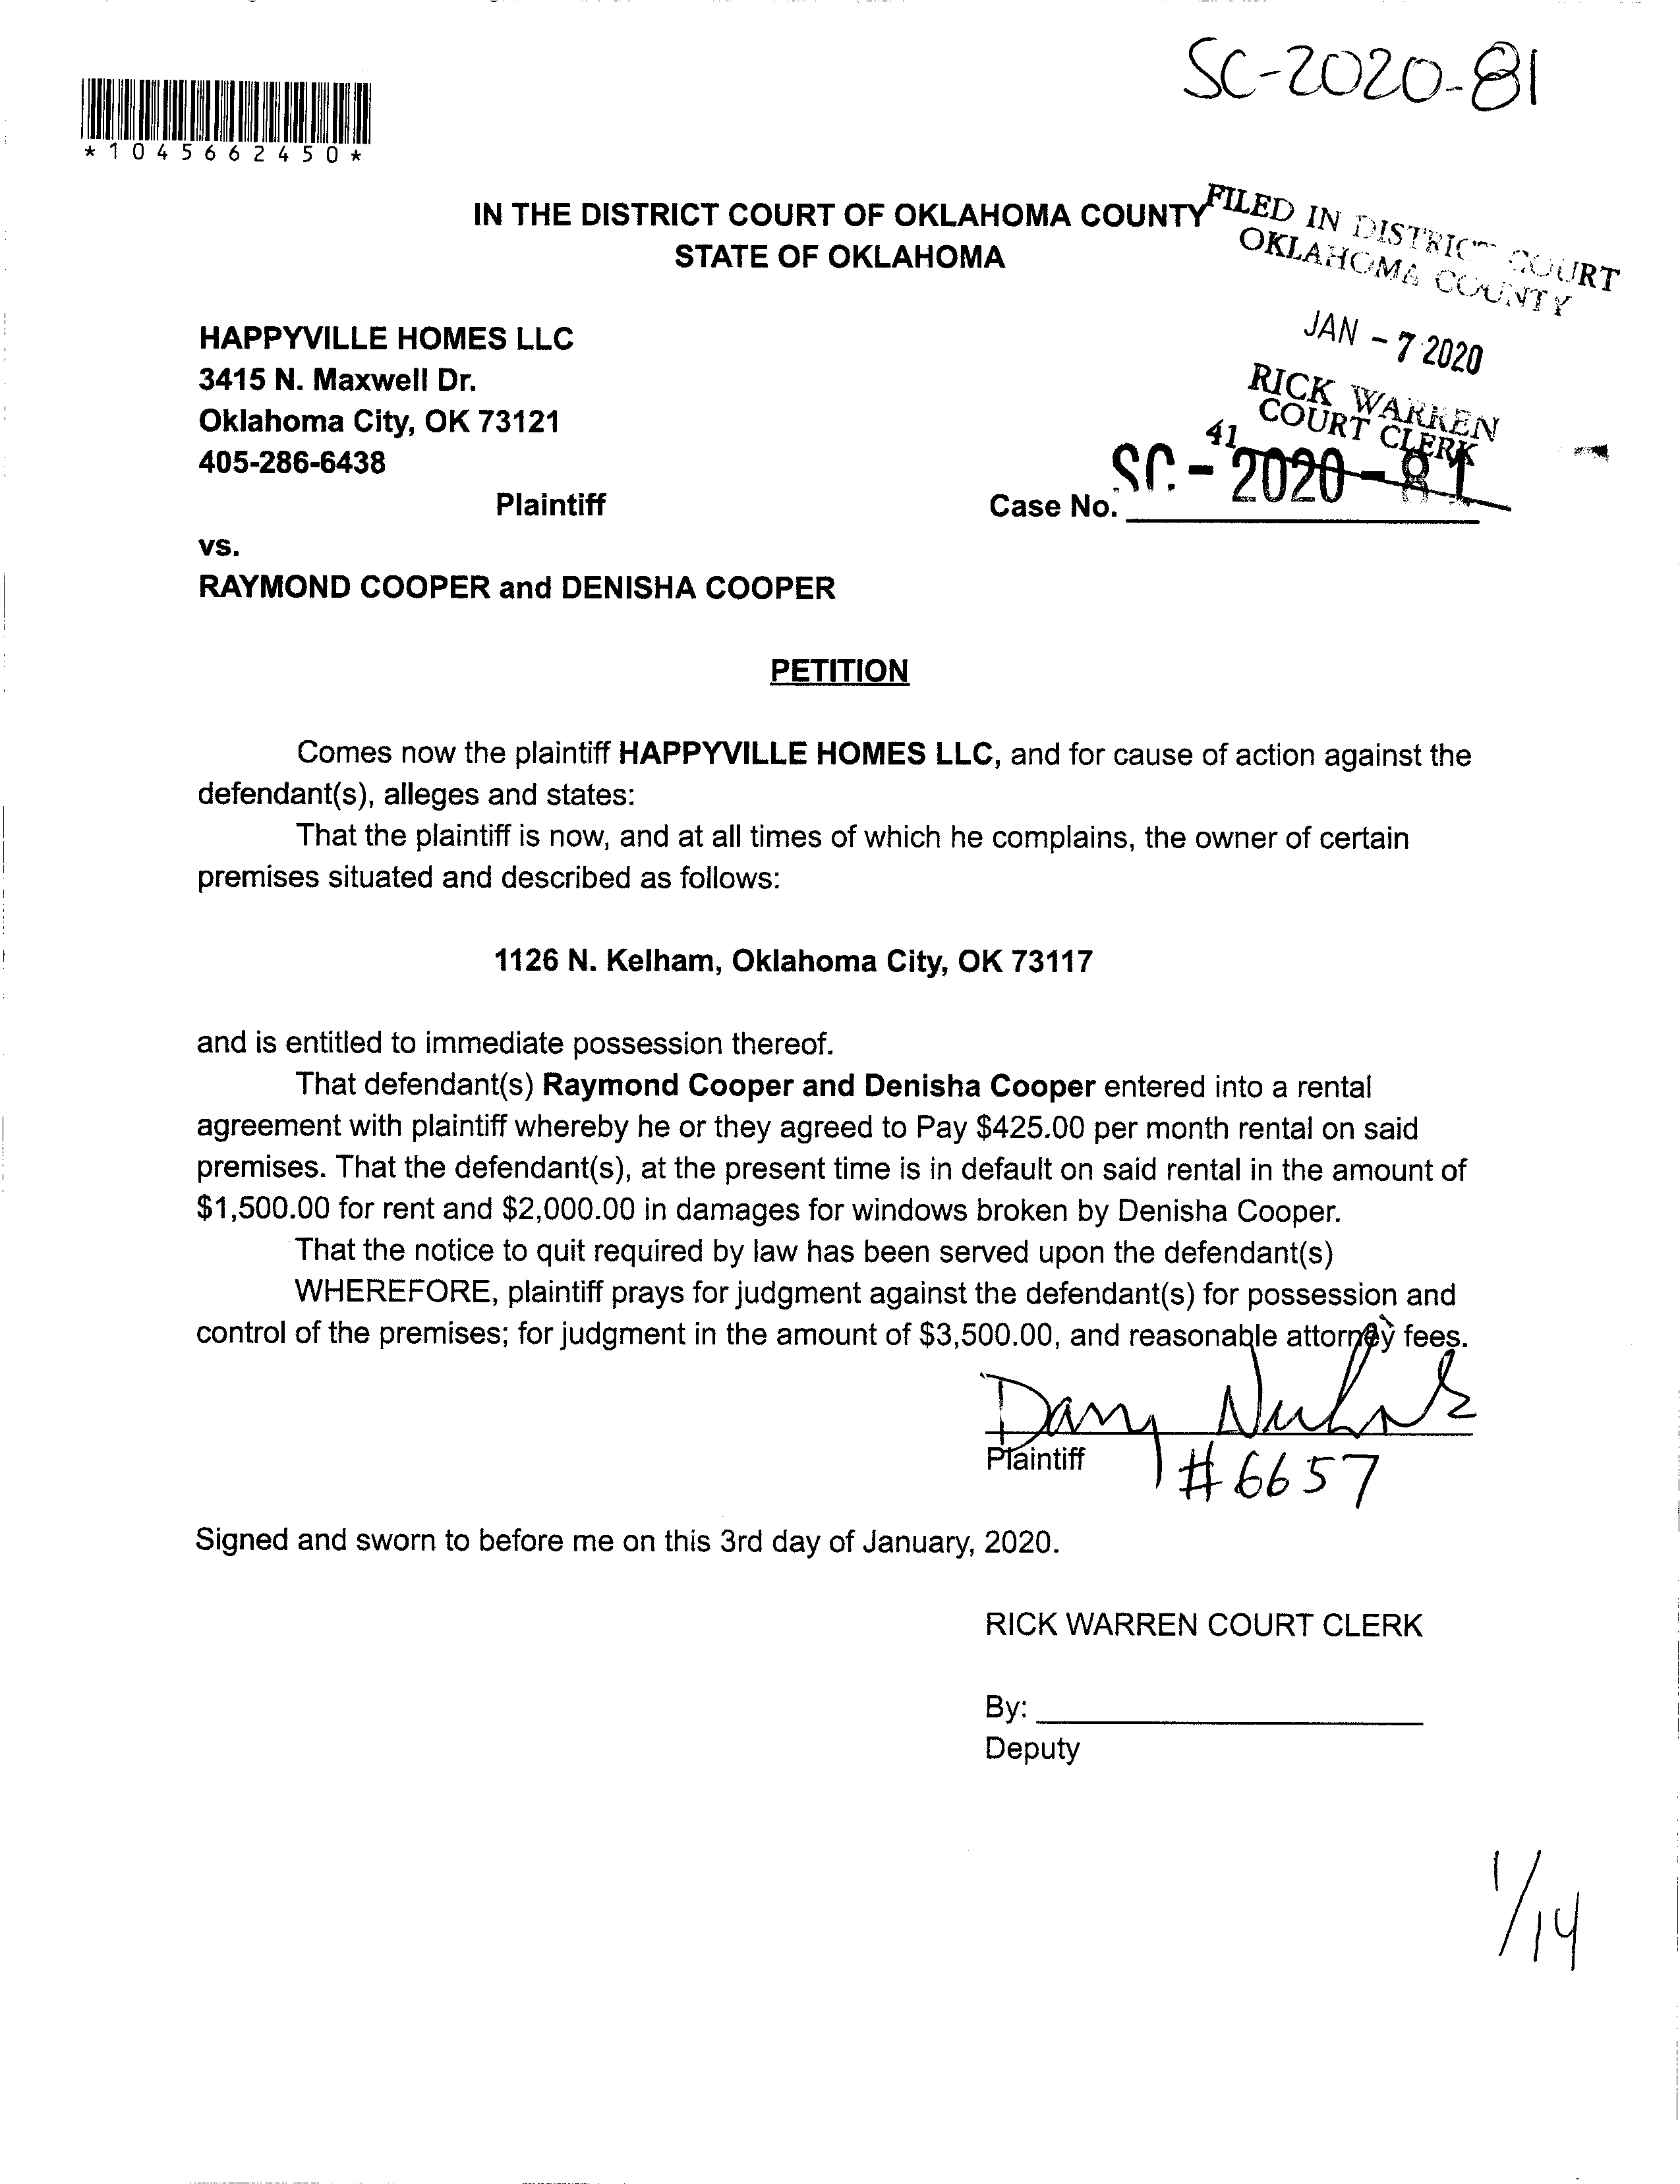 SC-2020-81
*1045662450*
IN THE DISTRICT COURT OF OKLAHOMA COUNTY
STATE OF OKLAHOMA
FILED IN DISTRICT COURT
OKLAHOMA COUNTY
JAN - 7 2020
RICK WARREN
COURT CLERK
41
HAPPYVILLE HOMES LLC
3415 N. Maxwell Dr.
Oklahoma City, OK 73121
405-286-6438
Plaintiff
Case No. SC - 2020 - 81
vs.
RAYMOND COOPER and DENISHA COOPER
PETITION
Comes now the plaintiff HAPPYVILLE HOMES LLC, and for cause of action against the
defendant(s), alleges and states:
That the plaintiff is now, and at all times of which he complains, the owner of certain
premises situated and described as follows:
1126 N. Kelham, Oklahoma City, OK 73117
and is entitled to immediate possession thereof.
That defendant(s) Raymond Cooper and Denisha Cooper entered into a rental
agreement with plaintiff whereby he or they agreed to Pay $425.00 per month rental on said
premises. That the defendant(s), at the present time is in default on said rental in the amount of
$1,500.00 for rent and $2,000.00 in damages for windows broken by Denisha Cooper.
That the notice to quit required by law has been served upon the defendant(s)
WHEREFORE, plaintiff prays for judgment against the defendant(s) for possession and
control of the premises; for judgment in the amount of $3,500.00, and reasonable attorney fees.
Plaintiff
#6657
Signed and sworn to before me on this 3rd day of January, 2020.
RICK WARREN COURT CLERK
By:
Deputy
1/14